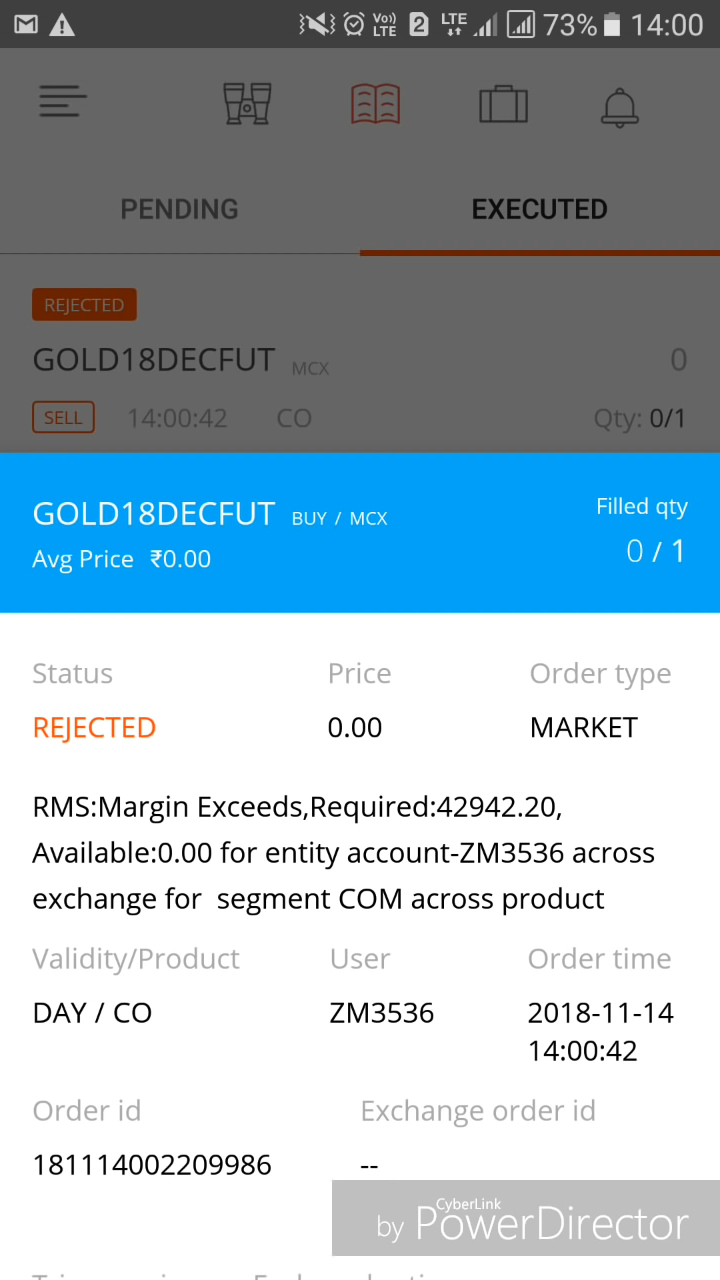 Vo))
LTE
2
LTE
73%
14:00
PENDING
EXECUTED
REJECTED
GOLD18DECFUT MCX 0
SELL 14:00:42 CO Qty: 0/1
GOLD18DECFUT BUY / MCX Filled qty
Avg Price ₹0.00 0 / 1
Status Price Order type
REJECTED 0.00 MARKET
RMS:Margin Exceeds,Required:42942.20,
Available:0.00 for entity account-ZM3536 across
exchange for segment COM across product
Validity/Product User Order time
DAY / CO ZM3536 2018-11-14
14:00:42
Order id Exchange order id
181114002209986 --
by CyberLink
PowerDirector